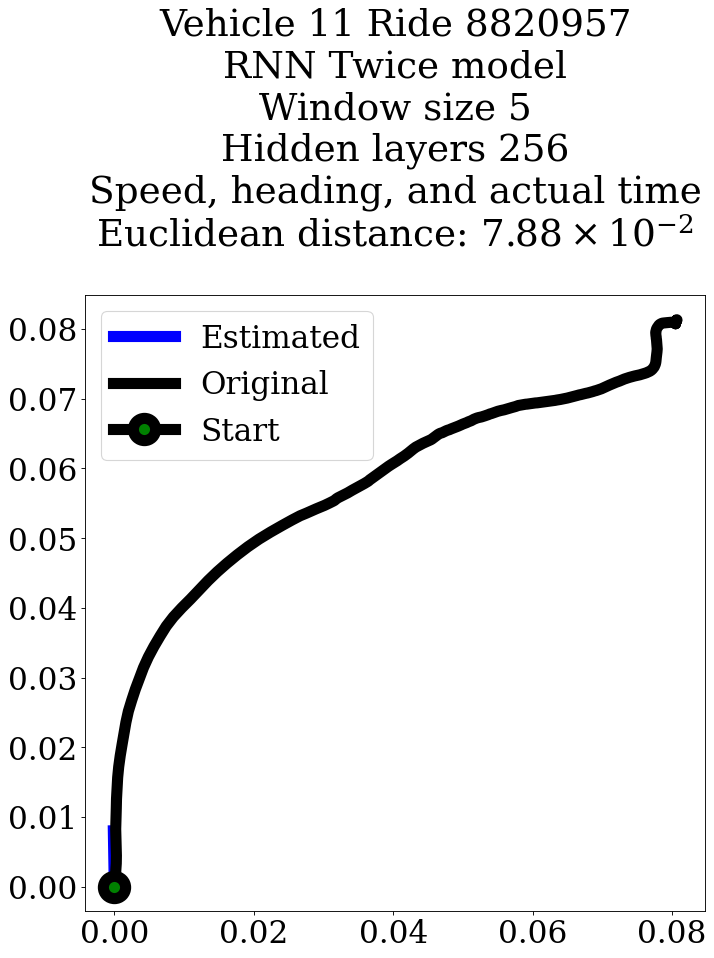 Vehicle 11 Ride 8820957
RNN Twice model
Window size 5
Hidden layers 256
Speed, heading, and actual time
Euclidean distance: 7.88 × 10⁻²
Estimated
Original
Start
0.08
0.07
0.06
0.05
0.04
0.03
0.02
0.01
0.00
0.00 0.02 0.04 0.06 0.08